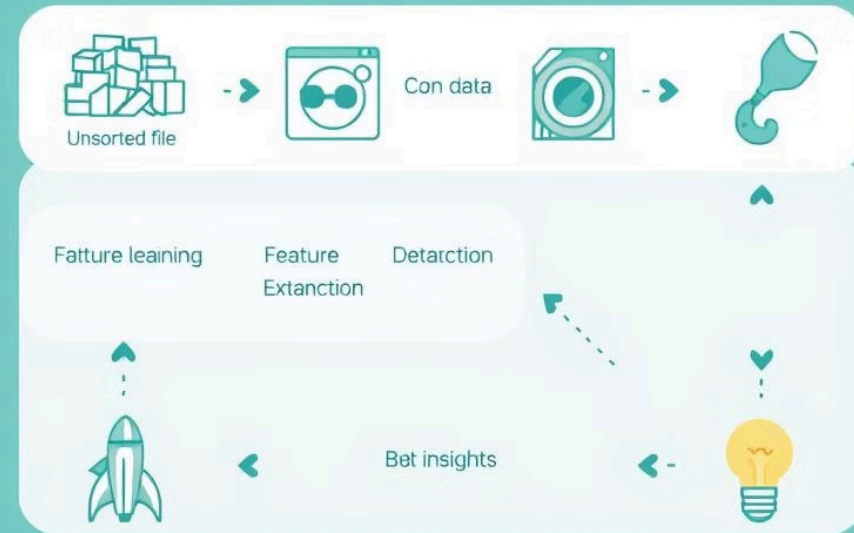 Con data
Unsorted file
Fatture leaining Feature Detarction
Extanction
Bet insights